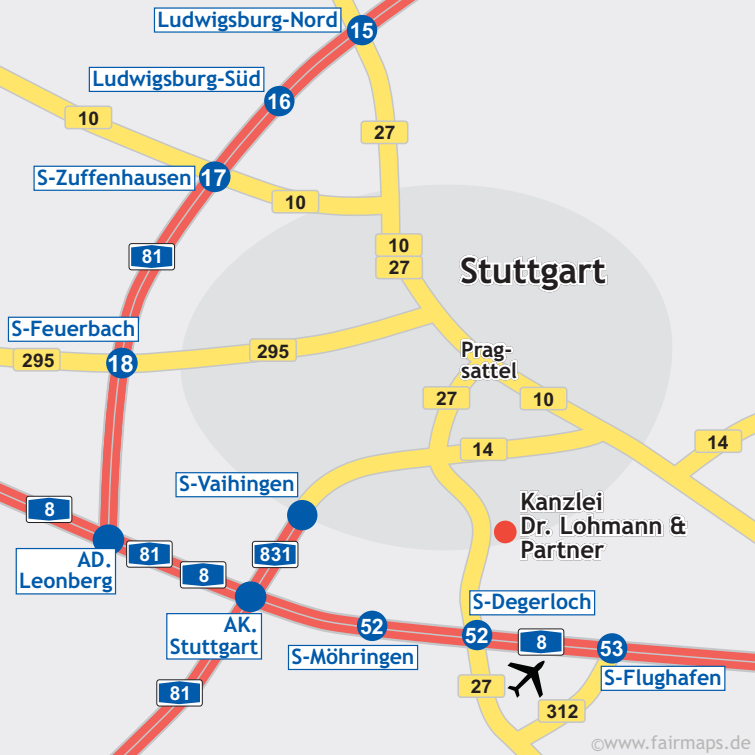 Ludwigsburg-Nord
15
Ludwigsburg-Süd
16
10
27
S-Zuffenhausen
17
10
10
27
81
Stuttgart
S-Feuerbach
295
18
295
Prag-
sattel
27
10
14
14
S-Vaihingen
8
Kanzlei
Dr. Lohmann &
Partner
AD.
Leonberg
81
8
831
AK.
Stuttgart
52
S-Möhringen
S-Degerloch
52
8
53
S-Flughafen
81
27
312
©www.fairmaps.de